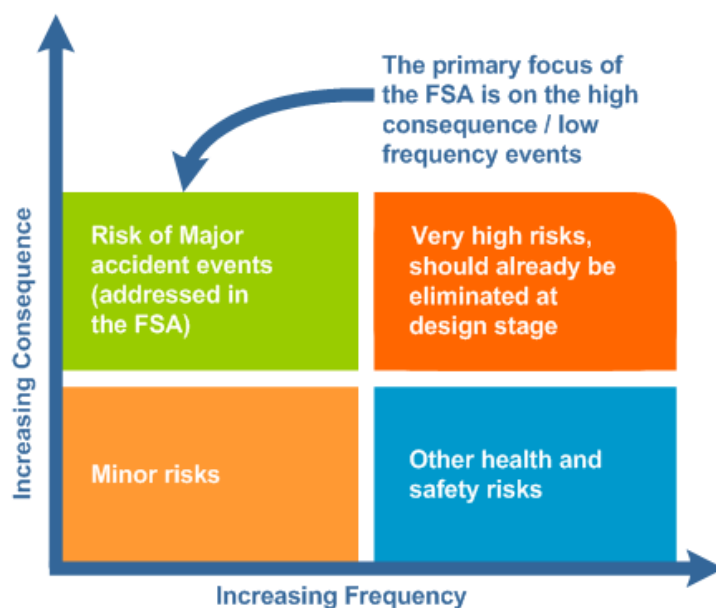 The primary focus of
the FSA is on the high
consequence / low
frequency events
Increasing Consequence
Risk of Major
accident events
(addressed in
the FSA)
Very high risks,
should already be
eliminated at
design stage
Minor risks
Other health and
safety risks
Increasing Frequency